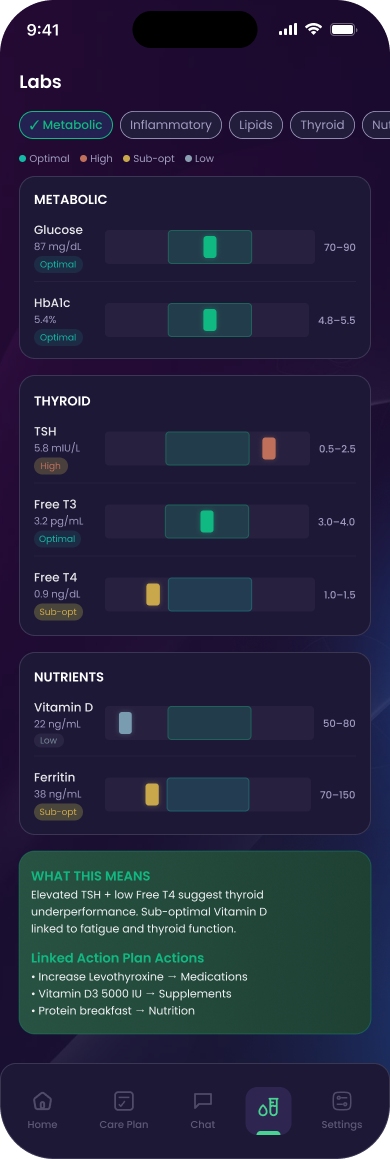 9:41
Labs
✓ Metabolic Inflammatory Lipids Thyroid Nut
Optimal High Sub-opt Low
METABOLIC
Glucose
87 mg/dL
Optimal
70–90
HbA1c
5.4%
Optimal
4.8–5.5
THYROID
TSH
5.8 mIU/L
High
0.5–2.5
Free T3
3.2 pg/mL
Optimal
3.0–4.0
Free T4
0.9 ng/dL
Sub-opt
1.0–1.5
NUTRIENTS
Vitamin D
22 ng/mL
Low
50–80
Ferritin
38 ng/mL
Sub-opt
70–150
WHAT THIS MEANS
Elevated TSH + low Free T4 suggest thyroid
underperformance. Sub-optimal Vitamin D
linked to fatigue and thyroid function.
Linked Action Plan Actions
• Increase Levothyroxine → Medications
• Vitamin D3 5000 IU → Supplements
• Protein breakfast → Nutrition
Home Care Plan Chat Settings